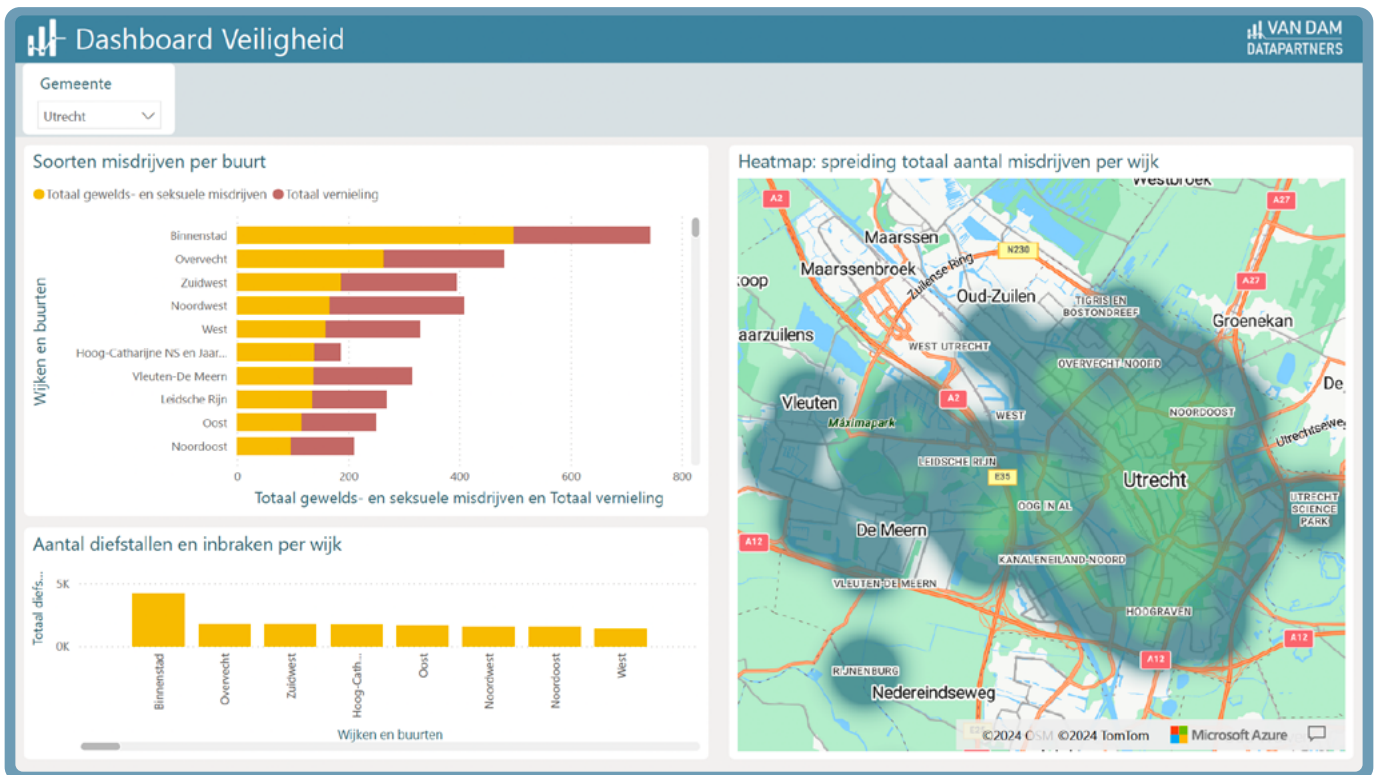 Dashboard Veiligheid
VAN DAM
DATAPARTNERS
Gemeente
Utrecht
Soorten misdrijven per buurt
Totaal gewelds- en seksuele misdrijven Totaal vernieling
Wijken en buurten
Binnenstad
Overvecht
Zuidwest
Noordwest
West
Hoog-Catharijne NS en Jaar...
Vleuten-De Meern
Leidsche Rijn
Oost
Noordoost
0 200 400 600 800
Totaal gewelds- en seksuele misdrijven en Totaal vernieling
Aantal diefstallen en inbraken per wijk
Totaal diefs...
5K
0K
Binnenstad
Overvecht
Zuidwest
Hoog-Cath...
Oost
Noordwest
Noordoost
West
Wijken en buurten
Heatmap: spreiding totaal aantal misdrijven per wijk
Westbroek
A2
A27
Maarssen
N230
Zuilense Ring
Maarssenbroek
koop
A27
Oud-Zuilen
TIGRIS EN
BOSTONDREEF
Groenekan
aarzuilens
WEST UTRECHT
OVERVECHT-NOORD
De
Vleuten
A2
WEST
NOORDOOST
Máximapark
Utrechtsewe
LEIDSCHE RIJN
E35
Utrecht
UTRECHT
SCIENCE
PARK
OOG IN AL
De Meern
A12
KANALENEILAND-NOORD
VLEUTEN-DE MEERN
HOOGRAVEN
A12
A12
RIJNENBURG
Nedereindseweg
©2024 OSM ©2024 TomTom Microsoft Azure